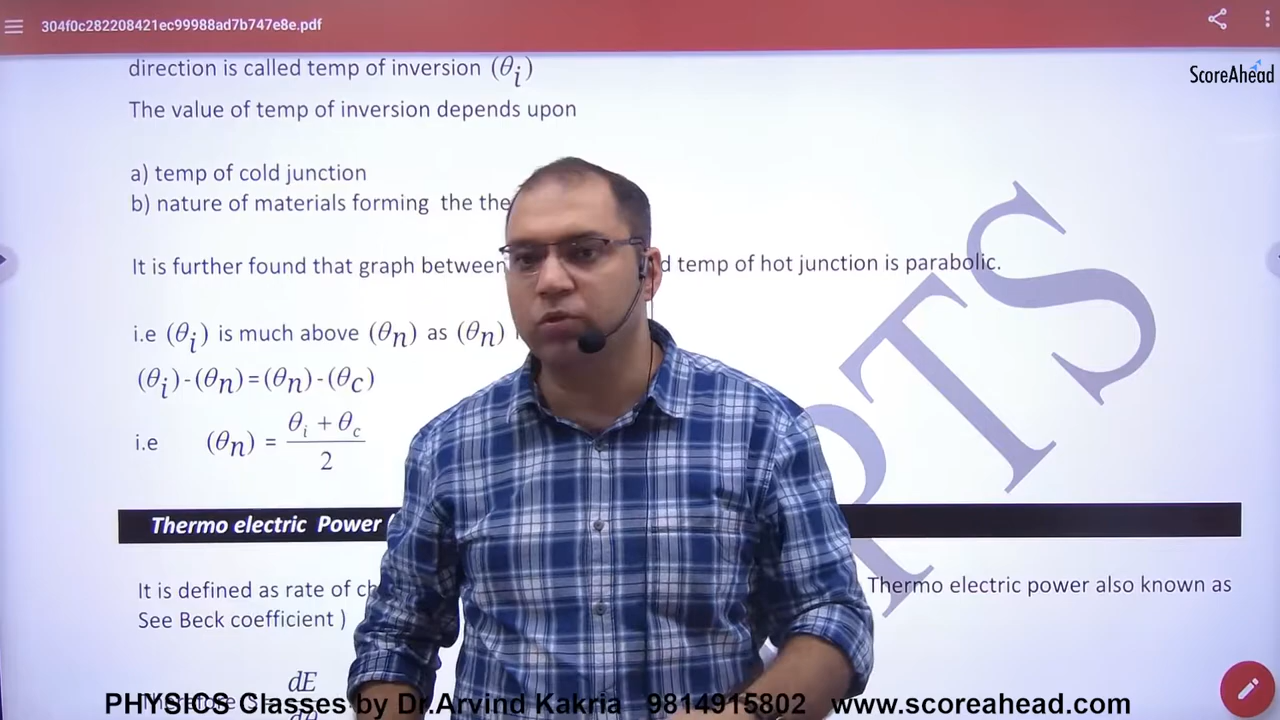 304f0c282208421ec99988ad7b747e8e.pdf
ScoreAhead
direction is called temp of inversion (θi)
The value of temp of inversion depends upon
a) temp of cold junction
b) nature of materials forming the
It is further found that graph between temp of hot junction is parabolic.
i.e (θi) is much above (θn) as (θn)
(θi)-(θn)=(θn)-(θc)
i.e (θn) = θi + θc / 2
Thermo electric Power
It is defined as rate of Thermo electric power also known as
See Beck coefficient )
dE
PTS
PHYSICS Classes by Dr.Arvind Kakria 9814915802 www.scoreahead.com